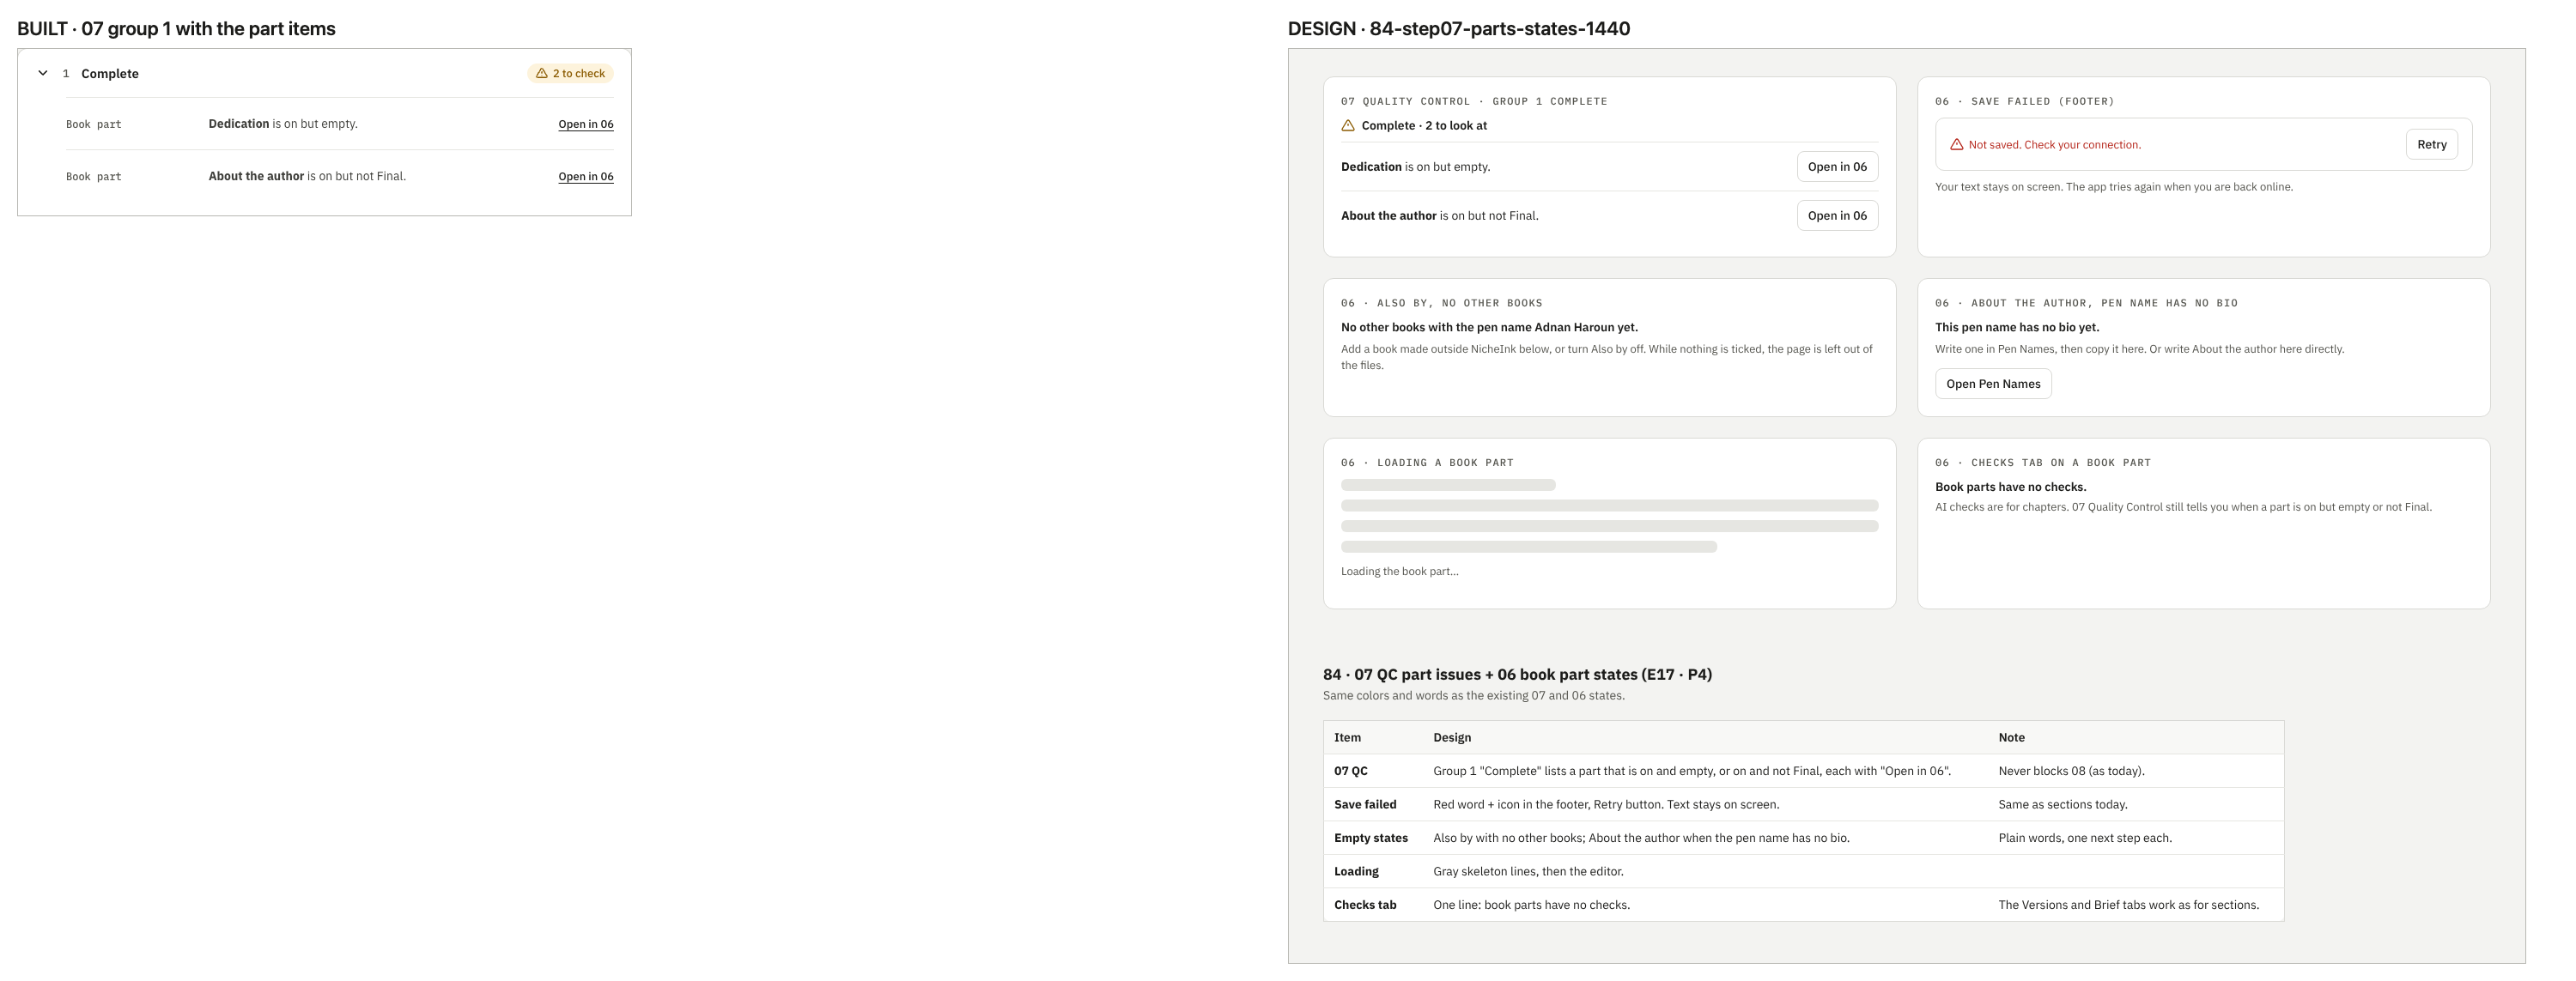 BUILT · 07 group 1 with the part items
1 Complete
2 to check
Book part
Dedication is on but empty.
Open in 06
Book part
About the author is on but not Final.
Open in 06
DESIGN · 84-step07-parts-states-1440
07 QUALITY CONTROL · GROUP 1 COMPLETE
Complete · 2 to look at
Dedication is on but empty.
Open in 06
About the author is on but not Final.
Open in 06
06 · SAVE FAILED (FOOTER)
Not saved. Check your connection.
Retry
Your text stays on screen. The app tries again when you are back online.
06 · ALSO BY, NO OTHER BOOKS
No other books with the pen name Adnan Haroun yet.
Add a book made outside NicheInk below, or turn Also by off. While nothing is ticked, the page is left out of
the files.
06 · ABOUT THE AUTHOR, PEN NAME HAS NO BIO
This pen name has no bio yet.
Write one in Pen Names, then copy it here. Or write About the author here directly.
Open Pen Names
06 · LOADING A BOOK PART
Loading the book part…
06 · CHECKS TAB ON A BOOK PART
Book parts have no checks.
AI checks are for chapters. 07 Quality Control still tells you when a part is on but empty or not Final.
84 · 07 QC part issues + 06 book part states (E17 · P4)
Same colors and words as the existing 07 and 06 states.
Item Design Note
07 QC Group 1 "Complete" lists a part that is on and empty, or on and not Final, each with "Open in 06". Never blocks 08 (as today).
Save failed Red word + icon in the footer, Retry button. Text stays on screen. Same as sections today.
Empty states Also by with no other books; About the author when the pen name has no bio. Plain words, one next step each.
Loading Gray skeleton lines, then the editor.
Checks tab One line: book parts have no checks. The Versions and Brief tabs work as for sections.